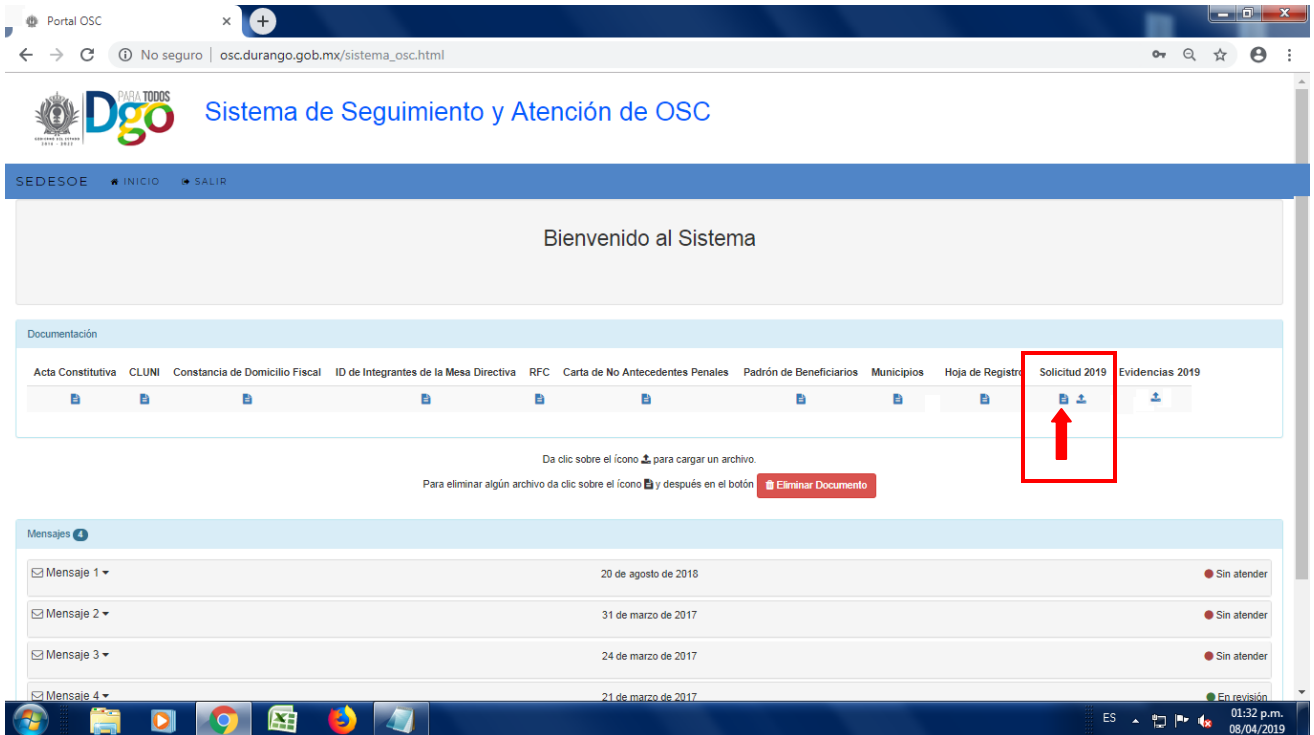 Portal OSC
No seguro | osc.durango.gob.mx/sistema_osc.html
PARA TODOS
Dgo
GOBIERNO DEL ESTADO
2016 - 2022
Sistema de Seguimiento y Atención de OSC
SEDESOE INICIO SALIR
Bienvenido al Sistema
Documentación
Acta Constitutiva CLUNI Constancia de Domicilio Fiscal ID de Integrantes de la Mesa Directiva RFC Carta de No Antecedentes Penales Padrón de Beneficiarios Municipios Hoja de Registro Solicitud 2019 Evidencias 2019
Da clic sobre el ícono para cargar un archivo.
Para eliminar algún archivo da clic sobre el ícono y después en el botón Eliminar Documento
Mensajes 4
Mensaje 1 20 de agosto de 2018 Sin atender
Mensaje 2 31 de marzo de 2017 Sin atender
Mensaje 3 24 de marzo de 2017 Sin atender
Mensaje 4 21 de marzo de 2017 En revisión
ES 01:32 p.m.
08/04/2019